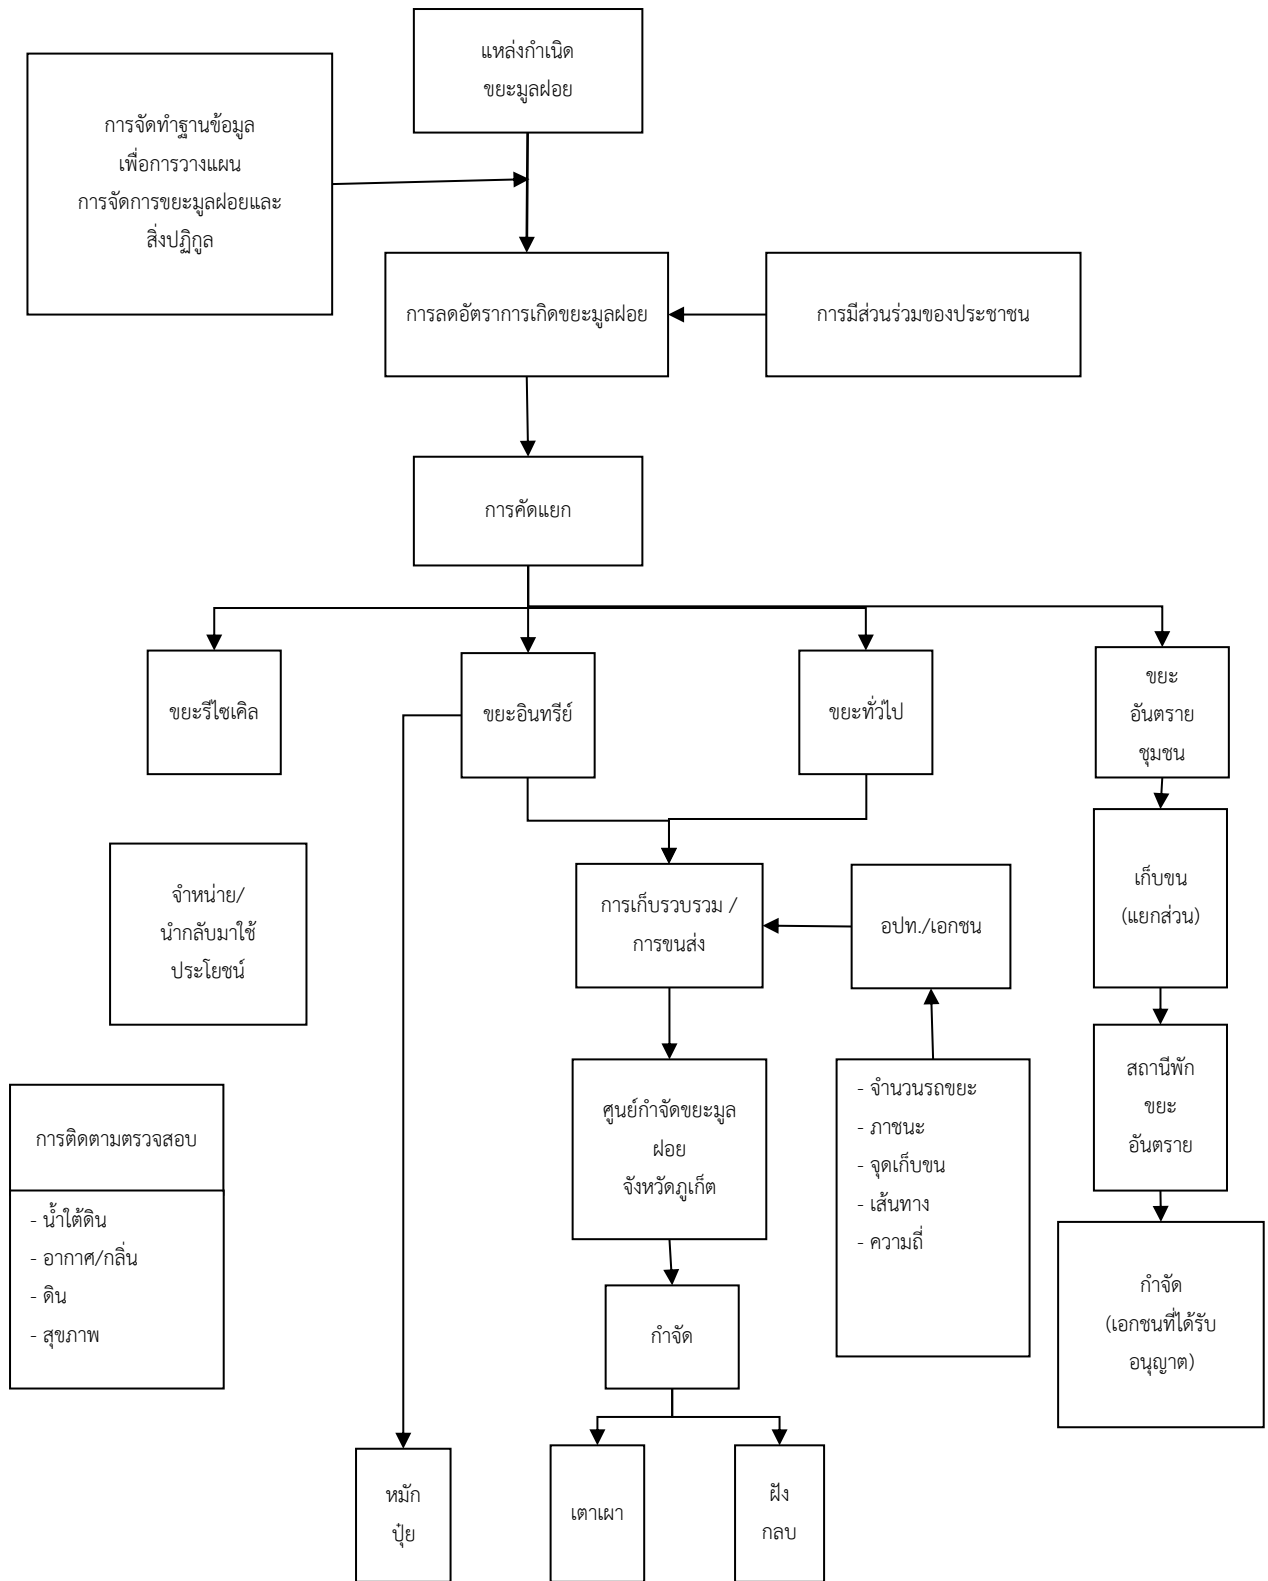 แหล่งกำเนิด
ขยะมูลฝอย
การจัดทำฐานข้อมูล
เพื่อการวางแผน
การจัดการขยะมูลฝอยและ
สิ่งปฏิกูล
การลดอัตราการเกิดขยะมูลฝอย
การมีส่วนร่วมของประชาชน
การคัดแยก
ขยะรีไซเคิล
ขยะอินทรีย์
ขยะทั่วไป
ขยะ
อันตราย
ชุมชน
จำหน่าย/
นำกลับมาใช้
ประโยชน์
การเก็บรวบรวม /
การขนส่ง
อปท./เอกชน
เก็บขน
(แยกส่วน)
สถานีพัก
ขยะ
อันตราย
การติดตามตรวจสอบ
- น้ำใต้ดิน
- อากาศ/กลิ่น
- ดิน
- สุขภาพ
ศูนย์กำจัดขยะมูล
ฝอย
จังหวัดภูเก็ต
- จำนวนรถขยะ
- ภาชนะ
- จุดเก็บขน
- เส้นทาง
- ความถี่
กำจัด
กำจัด
(เอกชนที่ได้รับ
อนุญาต)
หมัก
ปุ๋ย
เตาเผา
ฝัง
กลบ